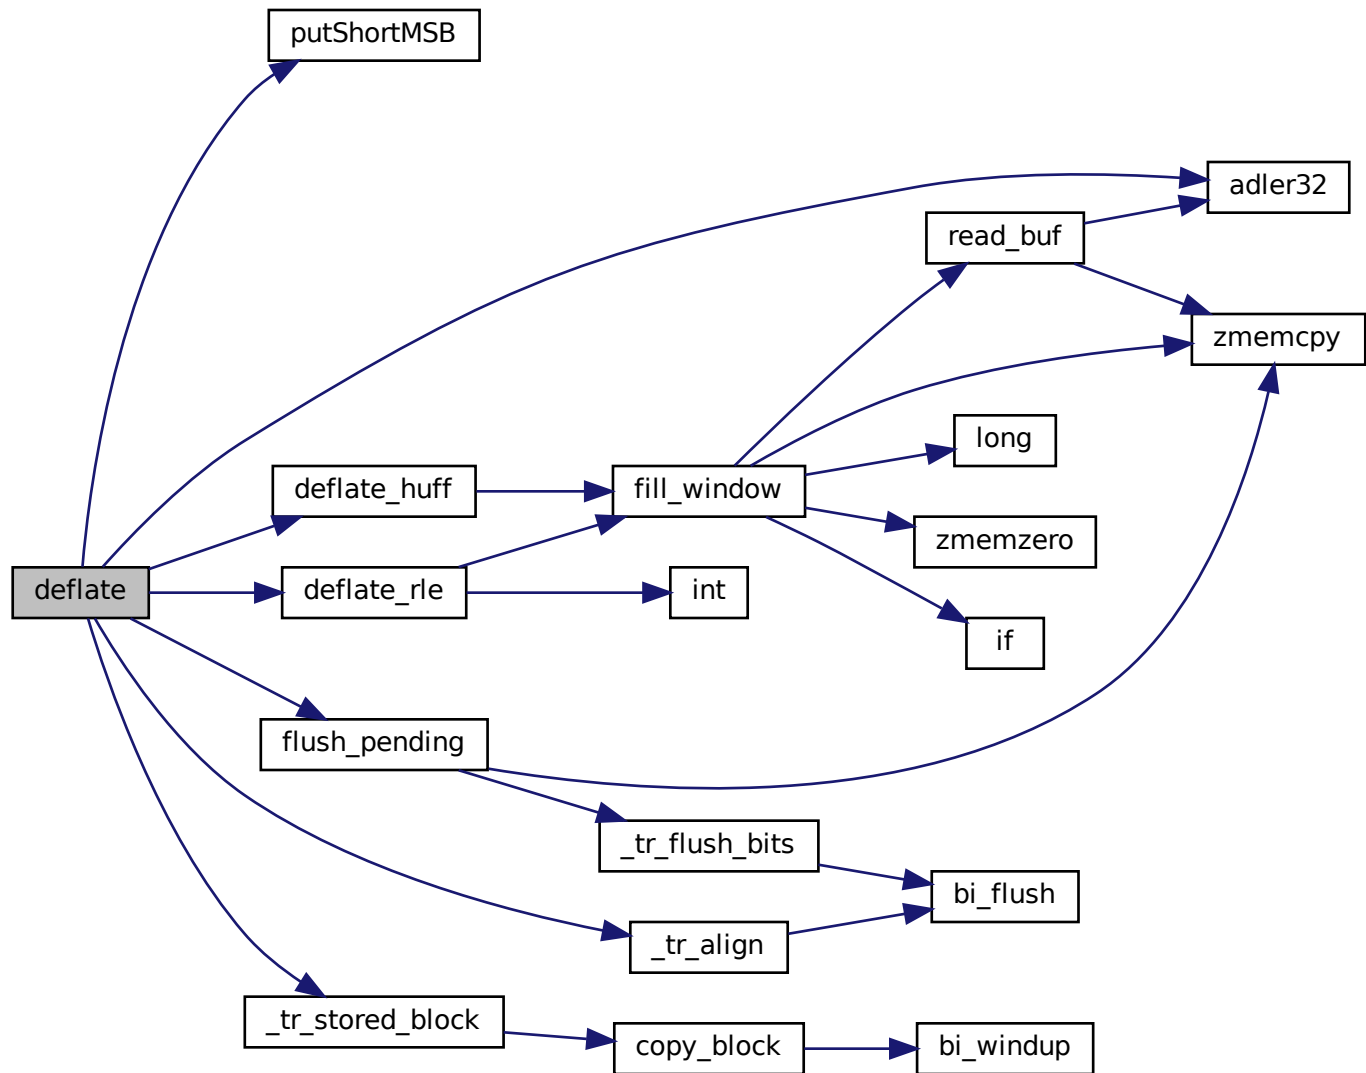 putShortMSB
adler32
read_buf
zmemcpy
long
deflate_huff
fill_window
zmemzero
deflate
deflate_rle
int
if
flush_pending
_tr_flush_bits
bi_flush
_tr_align
_tr_stored_block
copy_block
bi_windup